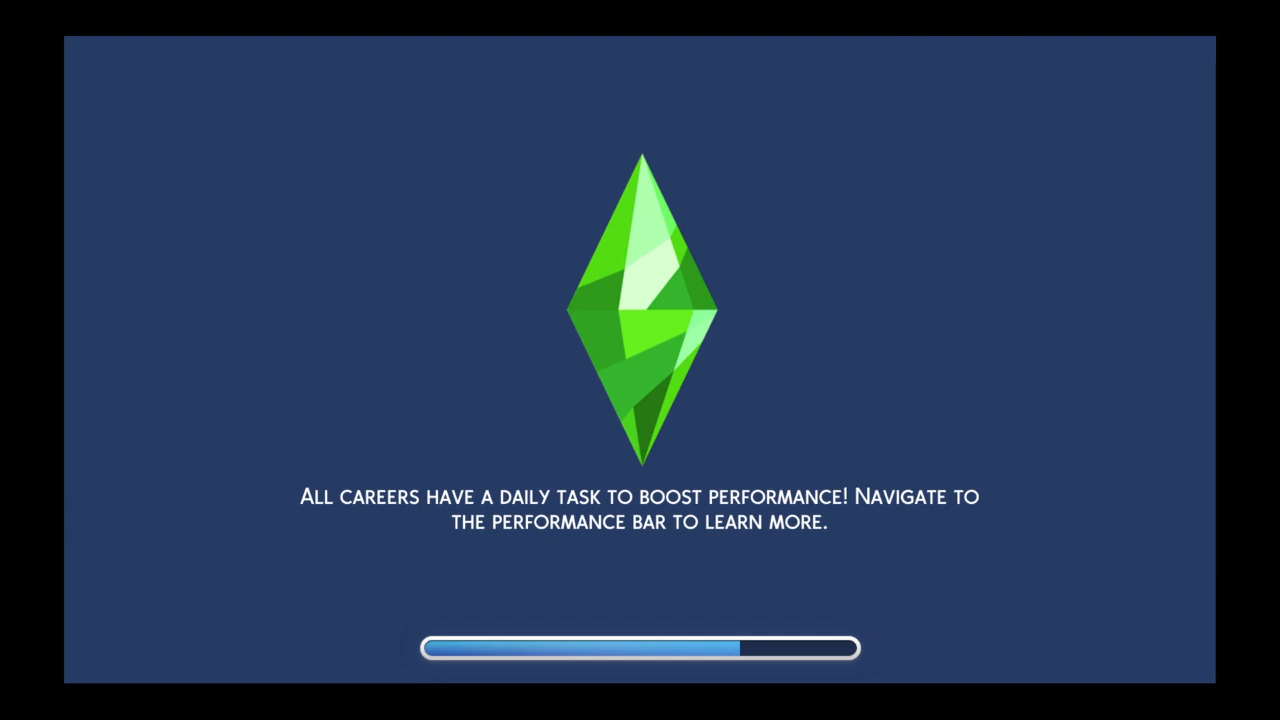 All careers have a daily task to boost performance! Navigate to
the performance bar to learn more.